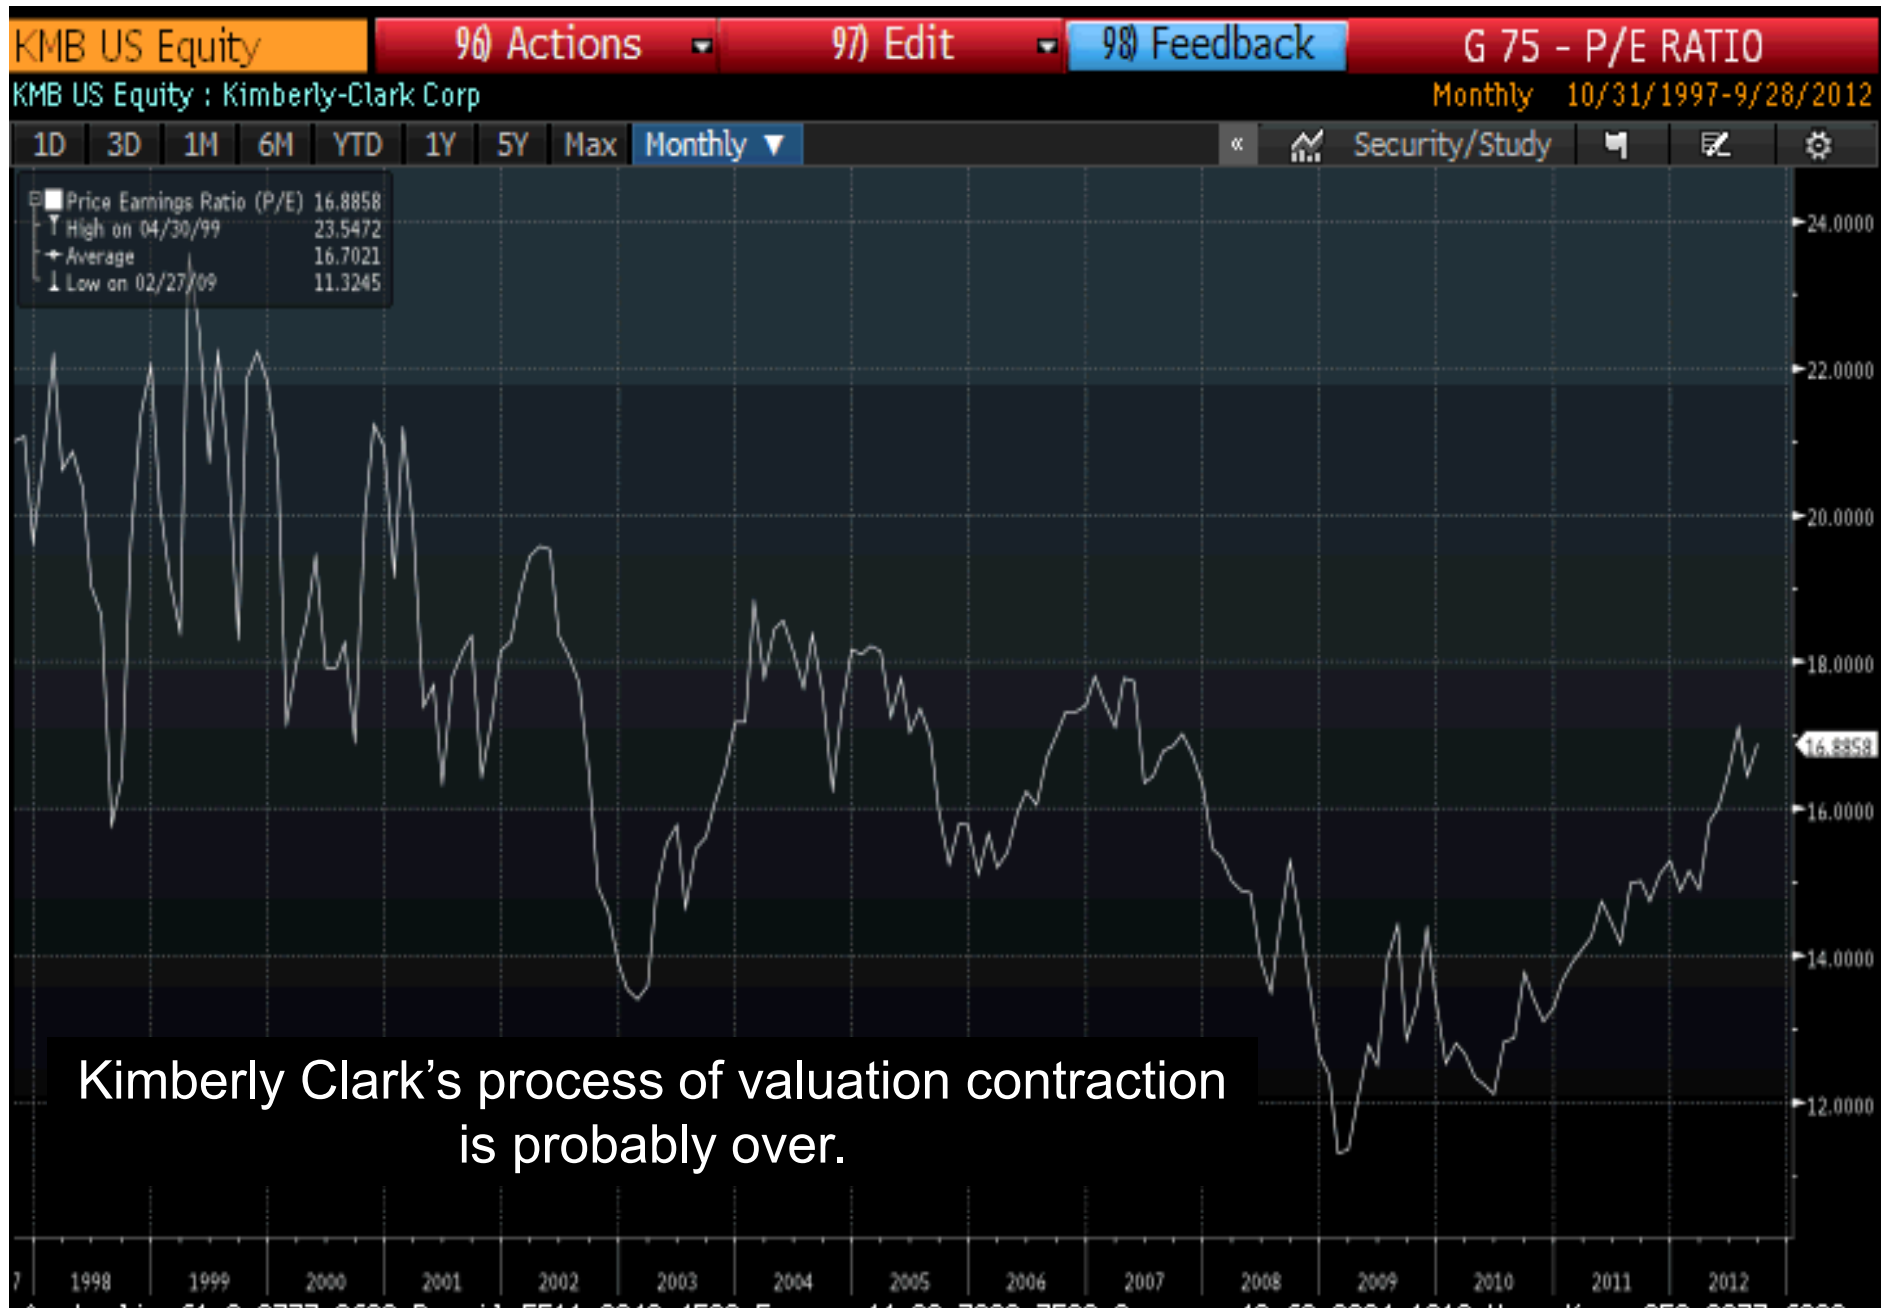 KMB US Equity 96) Actions 97) Edit 98) Feedback G 75 - P/E RATIO
KMB US Equity : Kimberly-Clark Corp Monthly 10/31/1997-9/28/2012
1D 3D 1M 6M YTD 1Y 5Y Max Monthly ▼ « Security/Study
Price Earnings Ratio (P/E) 16.8858
High on 04/30/99 23.5472
Average 16.7021
Low on 02/27/09 11.3245
24.0000
22.0000
20.0000
18.0000
16.8858
16.0000
14.0000
12.0000
Kimberly Clark’s process of valuation contraction
is probably over.
7 1998 1999 2000 2001 2002 2003 2004 2005 2006 2007 2008 2009 2010 2011 2012